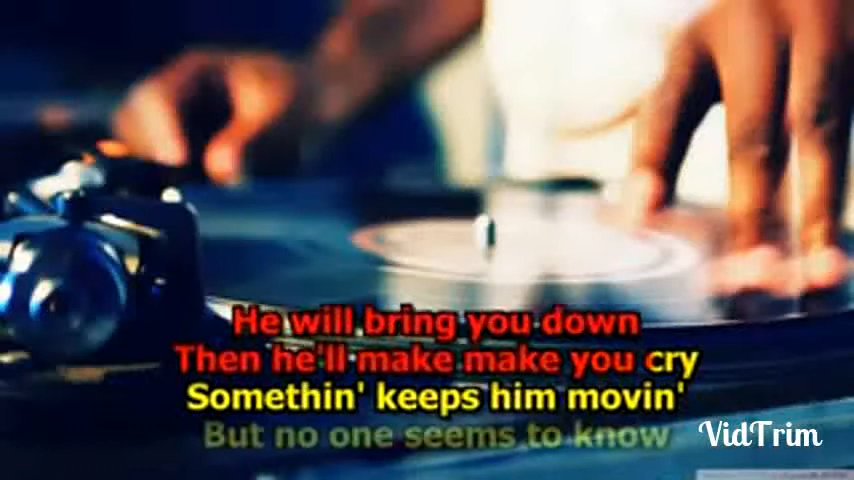 He will bring you down
Then he'll make make you cry
Somethin' keeps him movin'
But no one seems to know
VidTrim